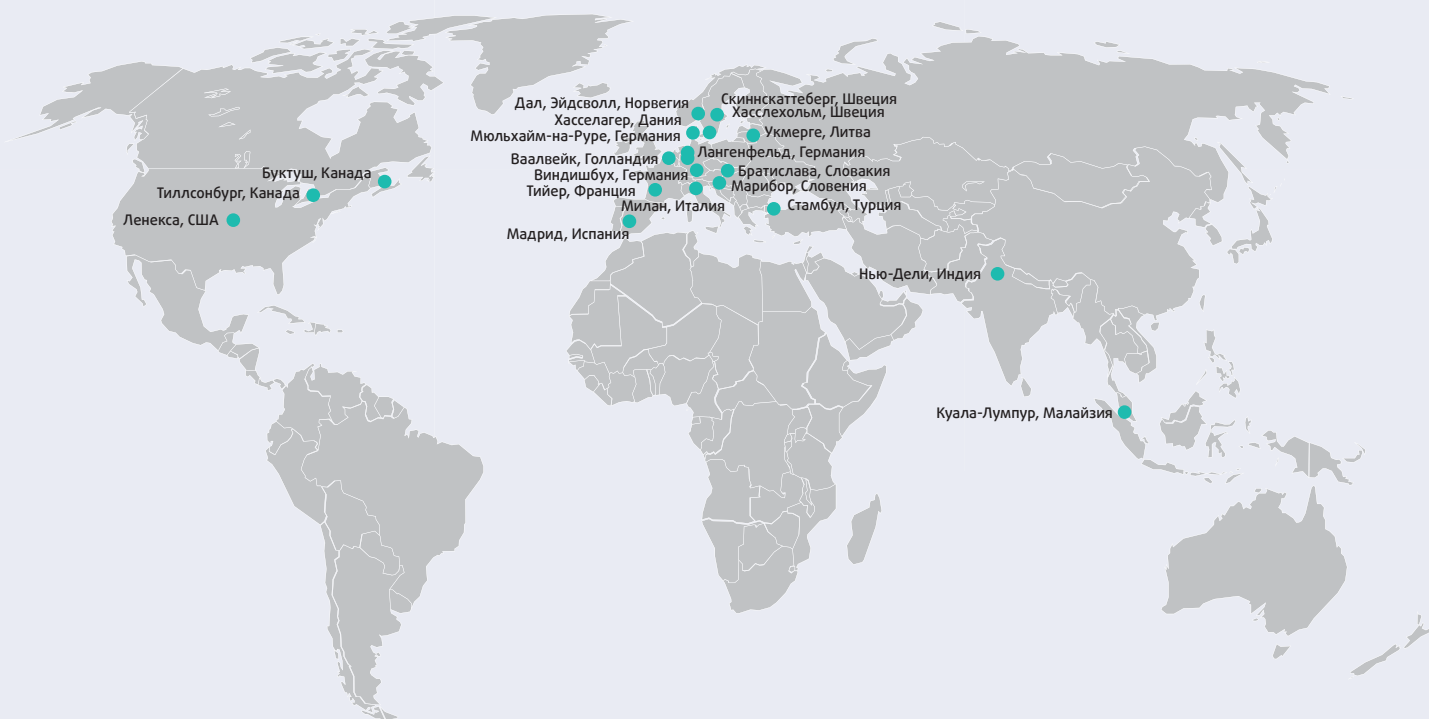 Дал, Эйдсволл, Норвегия
Скиннскаттеберг, Швеция
Хасслехольм, Швеция
Хасселагер, Дания
Мюльхайм-на-Руре, Германия
Укмерге, Литва
Лангенфельд, Германия
Ваалвейк, Голландия
Братислава, Словакия
Виндишбух, Германия
Марибор, Словения
Тийер, Франция
Милан, Италия
Стамбул, Турция
Мадрид, Испания
Буктуш, Канада
Тиллсонбург, Канада
Ленекса, США
Нью-Дели, Индия
Куала-Лумпур, Малайзия